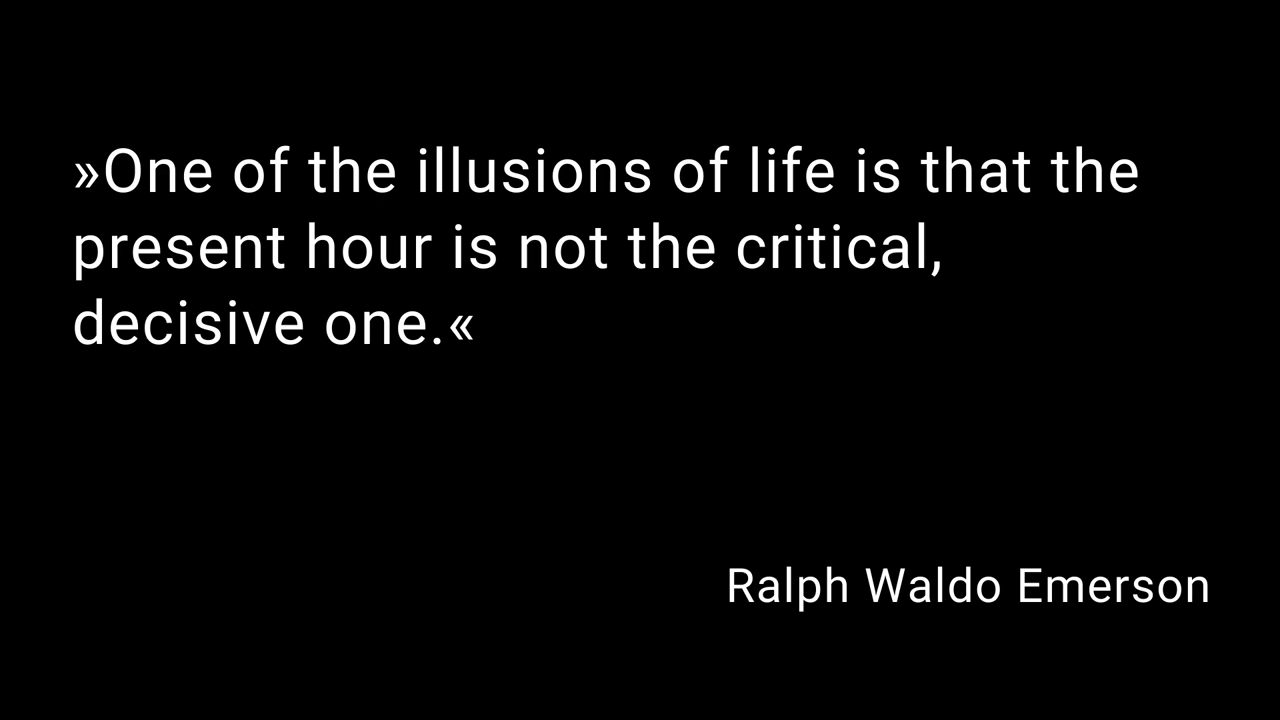 »One of the illusions of life is that the
present hour is not the critical,
decisive one.«
Ralph Waldo Emerson